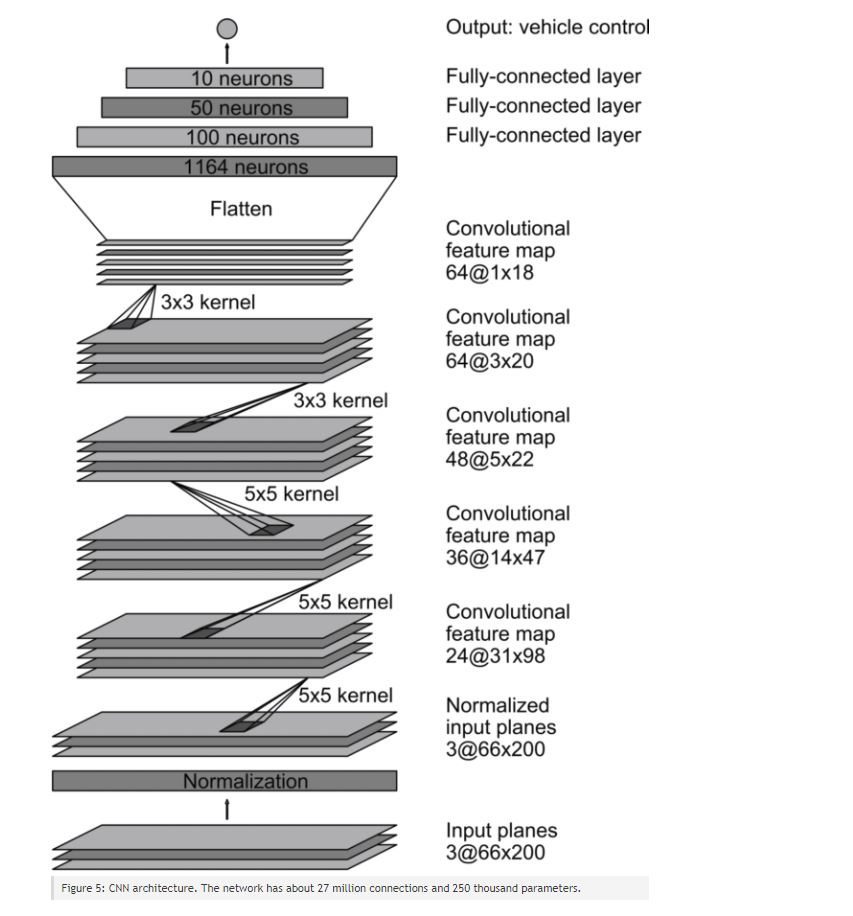 Output: vehicle control
10 neurons
Fully-connected layer
50 neurons
Fully-connected layer
100 neurons
Fully-connected layer
1164 neurons
Flatten
Convolutional
feature map
64@1x18
3x3 kernel
Convolutional
feature map
64@3x20
3x3 kernel
Convolutional
feature map
48@5x22
5x5 kernel
Convolutional
feature map
36@14x47
5x5 kernel
Convolutional
feature map
24@31x98
5x5 kernel
Normalized
input planes
3@66x200
Normalization
Input planes
3@66x200
Figure 5: CNN architecture. The network has about 27 million connections and 250 thousand parameters.